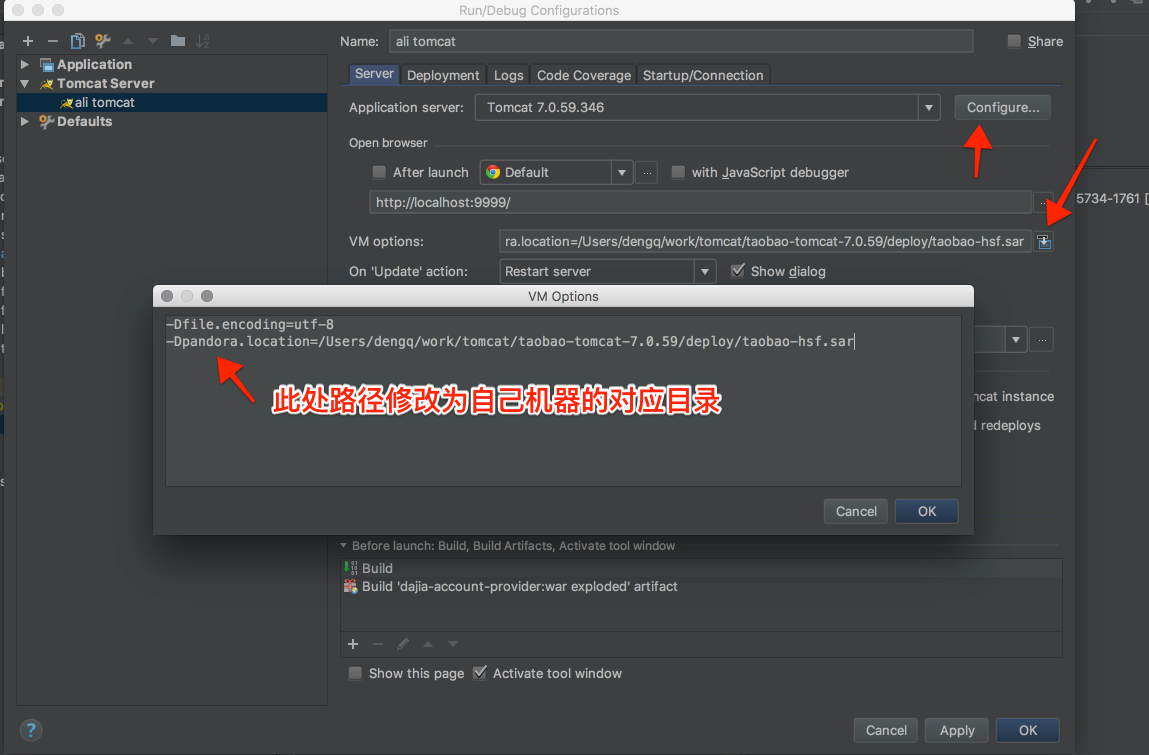 Run/Debug Configurations
Name: ali tomcat Share
Application
Tomcat Server
ali tomcat
Defaults
Server Deployment Logs Code Coverage Startup/Connection
Application server: Tomcat 7.0.59.346 Configure...
Open browser
After launch Default ... with JavaScript debugger
http://localhost:9999/ ...
5734-1761 [
VM options: ra.location=/Users/dengq/work/tomcat/taobao-tomcat-7.0.59/deploy/taobao-hsf.sar
On 'Update' action: Restart server Show dialog
VM Options
-Dfile.encoding=utf-8
-Dpandora.location=/Users/dengq/work/tomcat/taobao-tomcat-7.0.59/deploy/taobao-hsf.sar
此处路径修改为自己机器的对应目录
...
ncat instance
d redeploys
Cancel OK
Before launch: Build, Build Artifacts, Activate tool window
Build
Build 'dajia-account-provider:war exploded' artifact
Show this page Activate tool window
? Cancel Apply OK